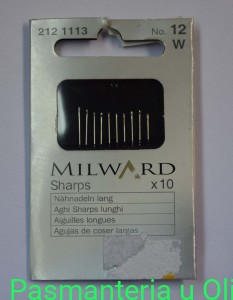 212 1113 No. 12
W
MILWARD
Sharps x10
Nähnadeln lang
Aghi Sharps lunghi
Aiguilles longues
Agujas de coser largas
Pasmanteria u Oli